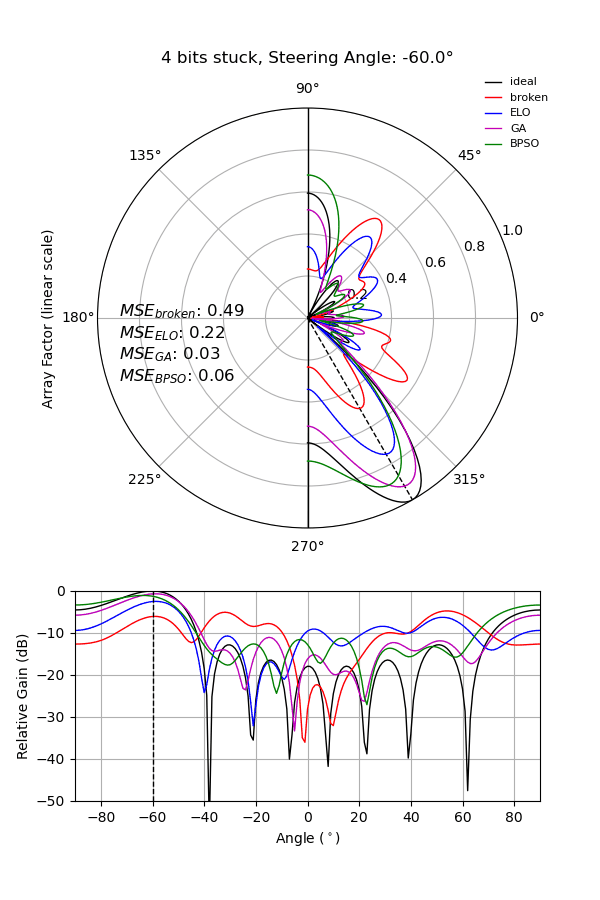 4 bits stuck, Steering Angle: -60.0°
90°
ideal
broken
ELO
GA
BPSO
135°
45°
1.0
0.8
0.6
0.4
0.2
Array Factor (linear scale)
MSE_broken: 0.49
MSE_ELO: 0.22
MSE_GA: 0.03
MSE_BPSO: 0.06
180°
0°
225°
315°
270°
0
−10
−20
−30
−40
−50
Relative Gain (dB)
−80 −60 −40 −20 0 20 40 60 80
Angle (°)